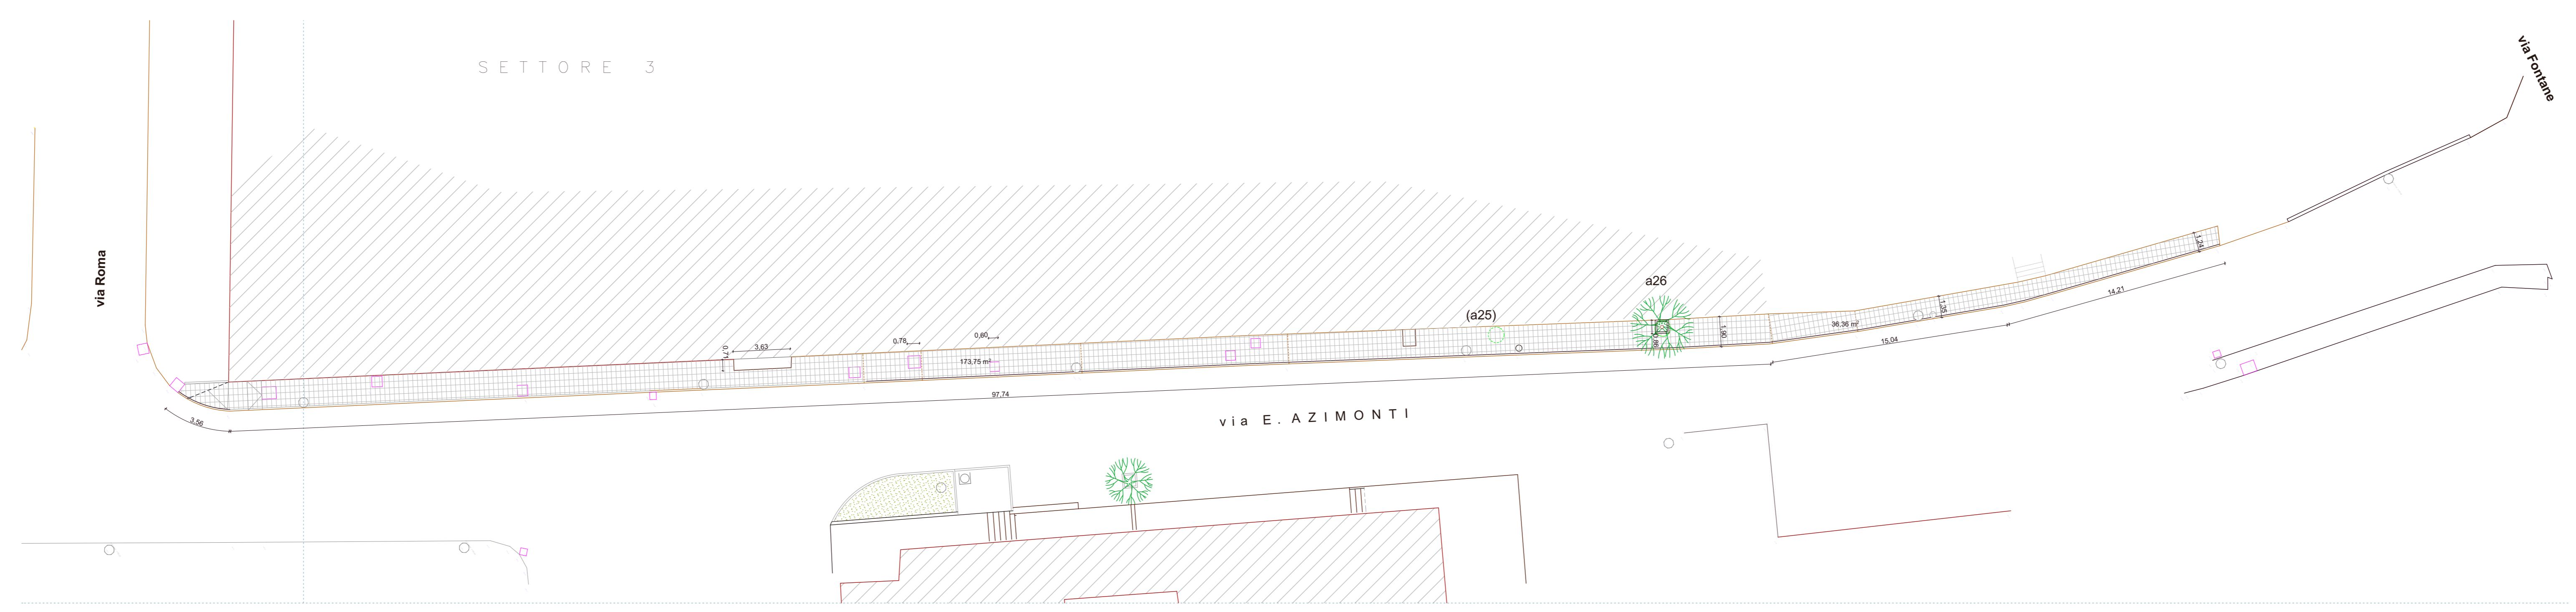 via Fontane
SETTORE 3
via Roma
a26
(a25)
1,24
14,21
1,35
36,36 m²
15,04
1,90
0,86
0,60
0,78
3,63
0,71
173,75 m²
97,74
3,56
via E. AZIMONTI